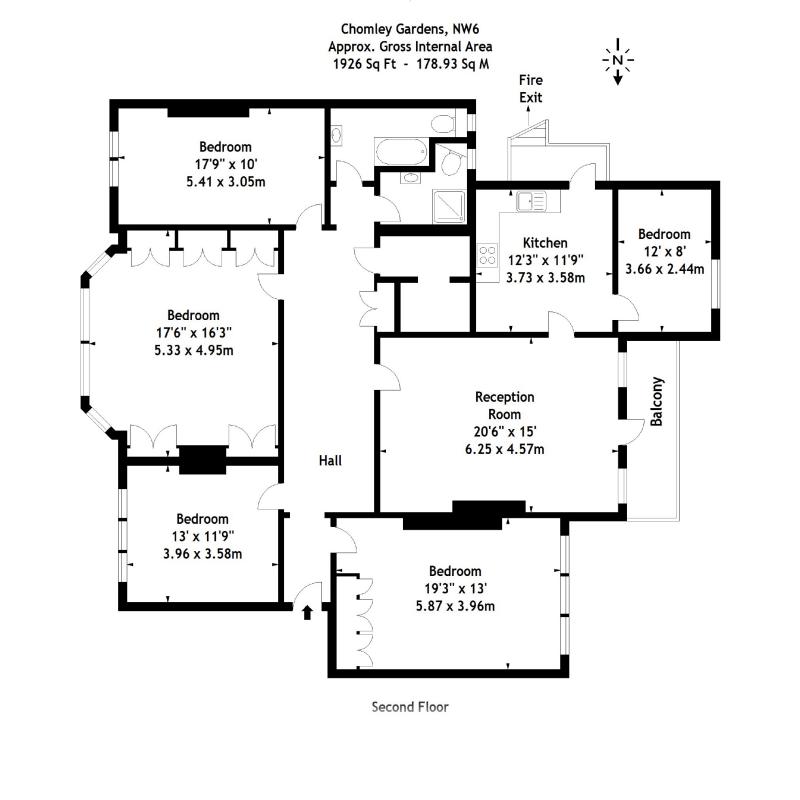 Chomley Gardens, NW6
Approx. Gross Internal Area
1926 Sq Ft - 178.93 Sq M
N
Fire
Exit
Bedroom
17'9" x 10'
5.41 x 3.05m
Kitchen
12'3" x 11'9"
3.73 x 3.58m
Bedroom
12' x 8'
3.66 x 2.44m
Bedroom
17'6" x 16'3"
5.33 x 4.95m
Reception
Room
20'6" x 15'
6.25 x 4.57m
Balcony
Hall
Bedroom
13' x 11'9"
3.96 x 3.58m
Bedroom
19'3" x 13'
5.87 x 3.96m
Second Floor